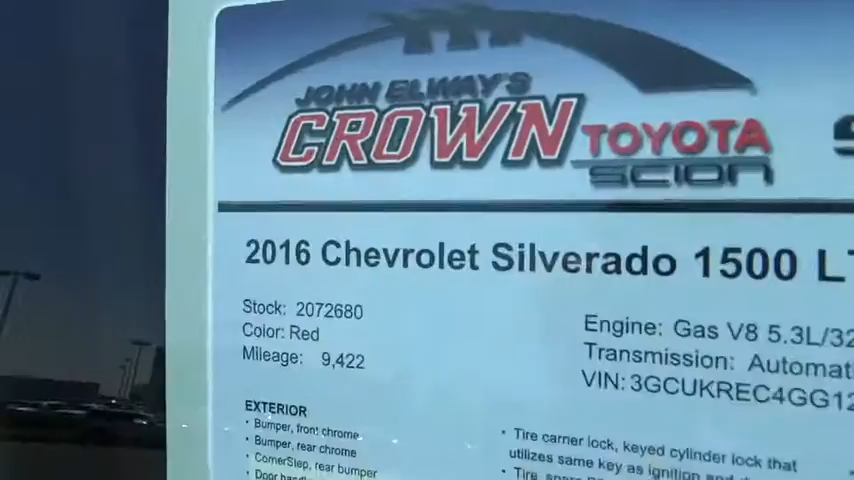 JOHN ELWAY'S
CROWN TOYOTA
SCION
2016 Chevrolet Silverado 1500
Stock: 2072680
Color: Red
Mileage: 9,422
Engine: Gas V8 5.3L/32
Transmission: Automat
VIN: 3GCUKREC4GG12
EXTERIOR
• Bumper, front chrome
• Bumper, rear chrome
• CornerStep, rear bumper
• Door
• Tire carrier lock, keyed cylinder lock that
utilizes same key as ignition and
• Tire,